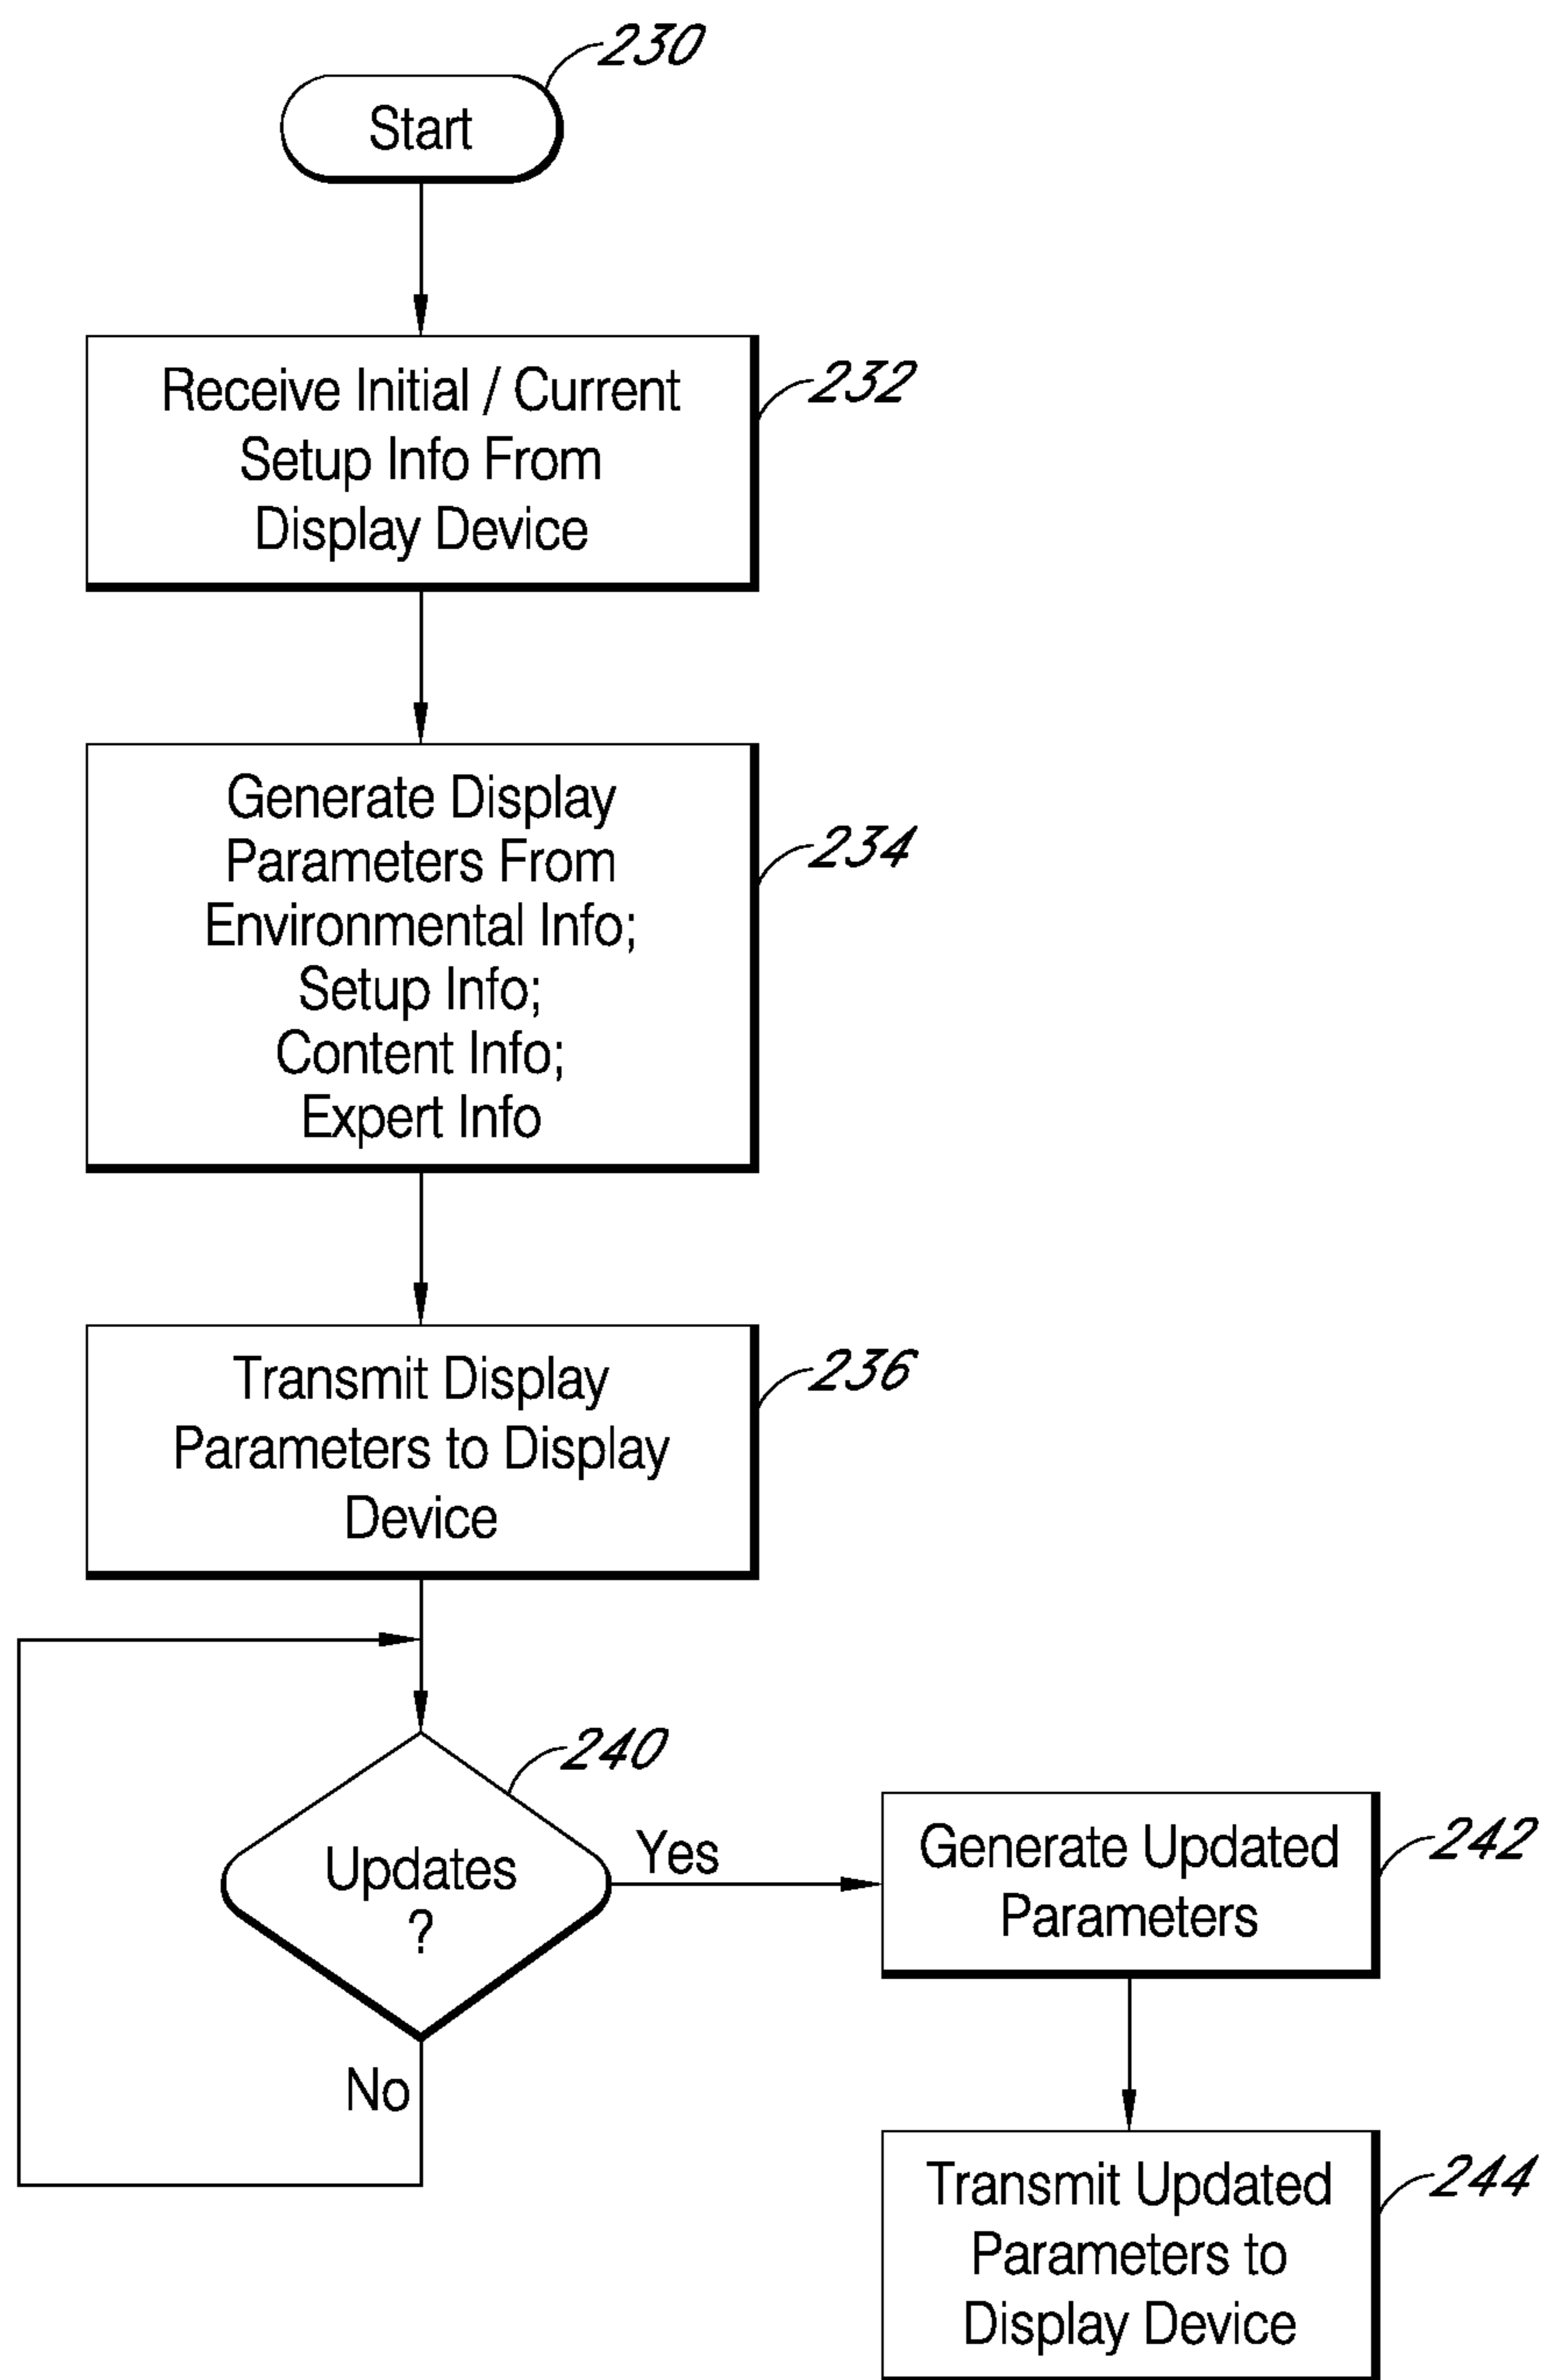 230
Start
Receive Initial / Current
Setup Info From
Display Device
232
Generate Display
Parameters From
Environmental Info;
Setup Info;
Content Info;
Expert Info
234
Transmit Display
Parameters to Display
Device
236
240
Updates
?
Yes
No
Generate Updated
Parameters
242
Transmit Updated
Parameters to
Display Device
244